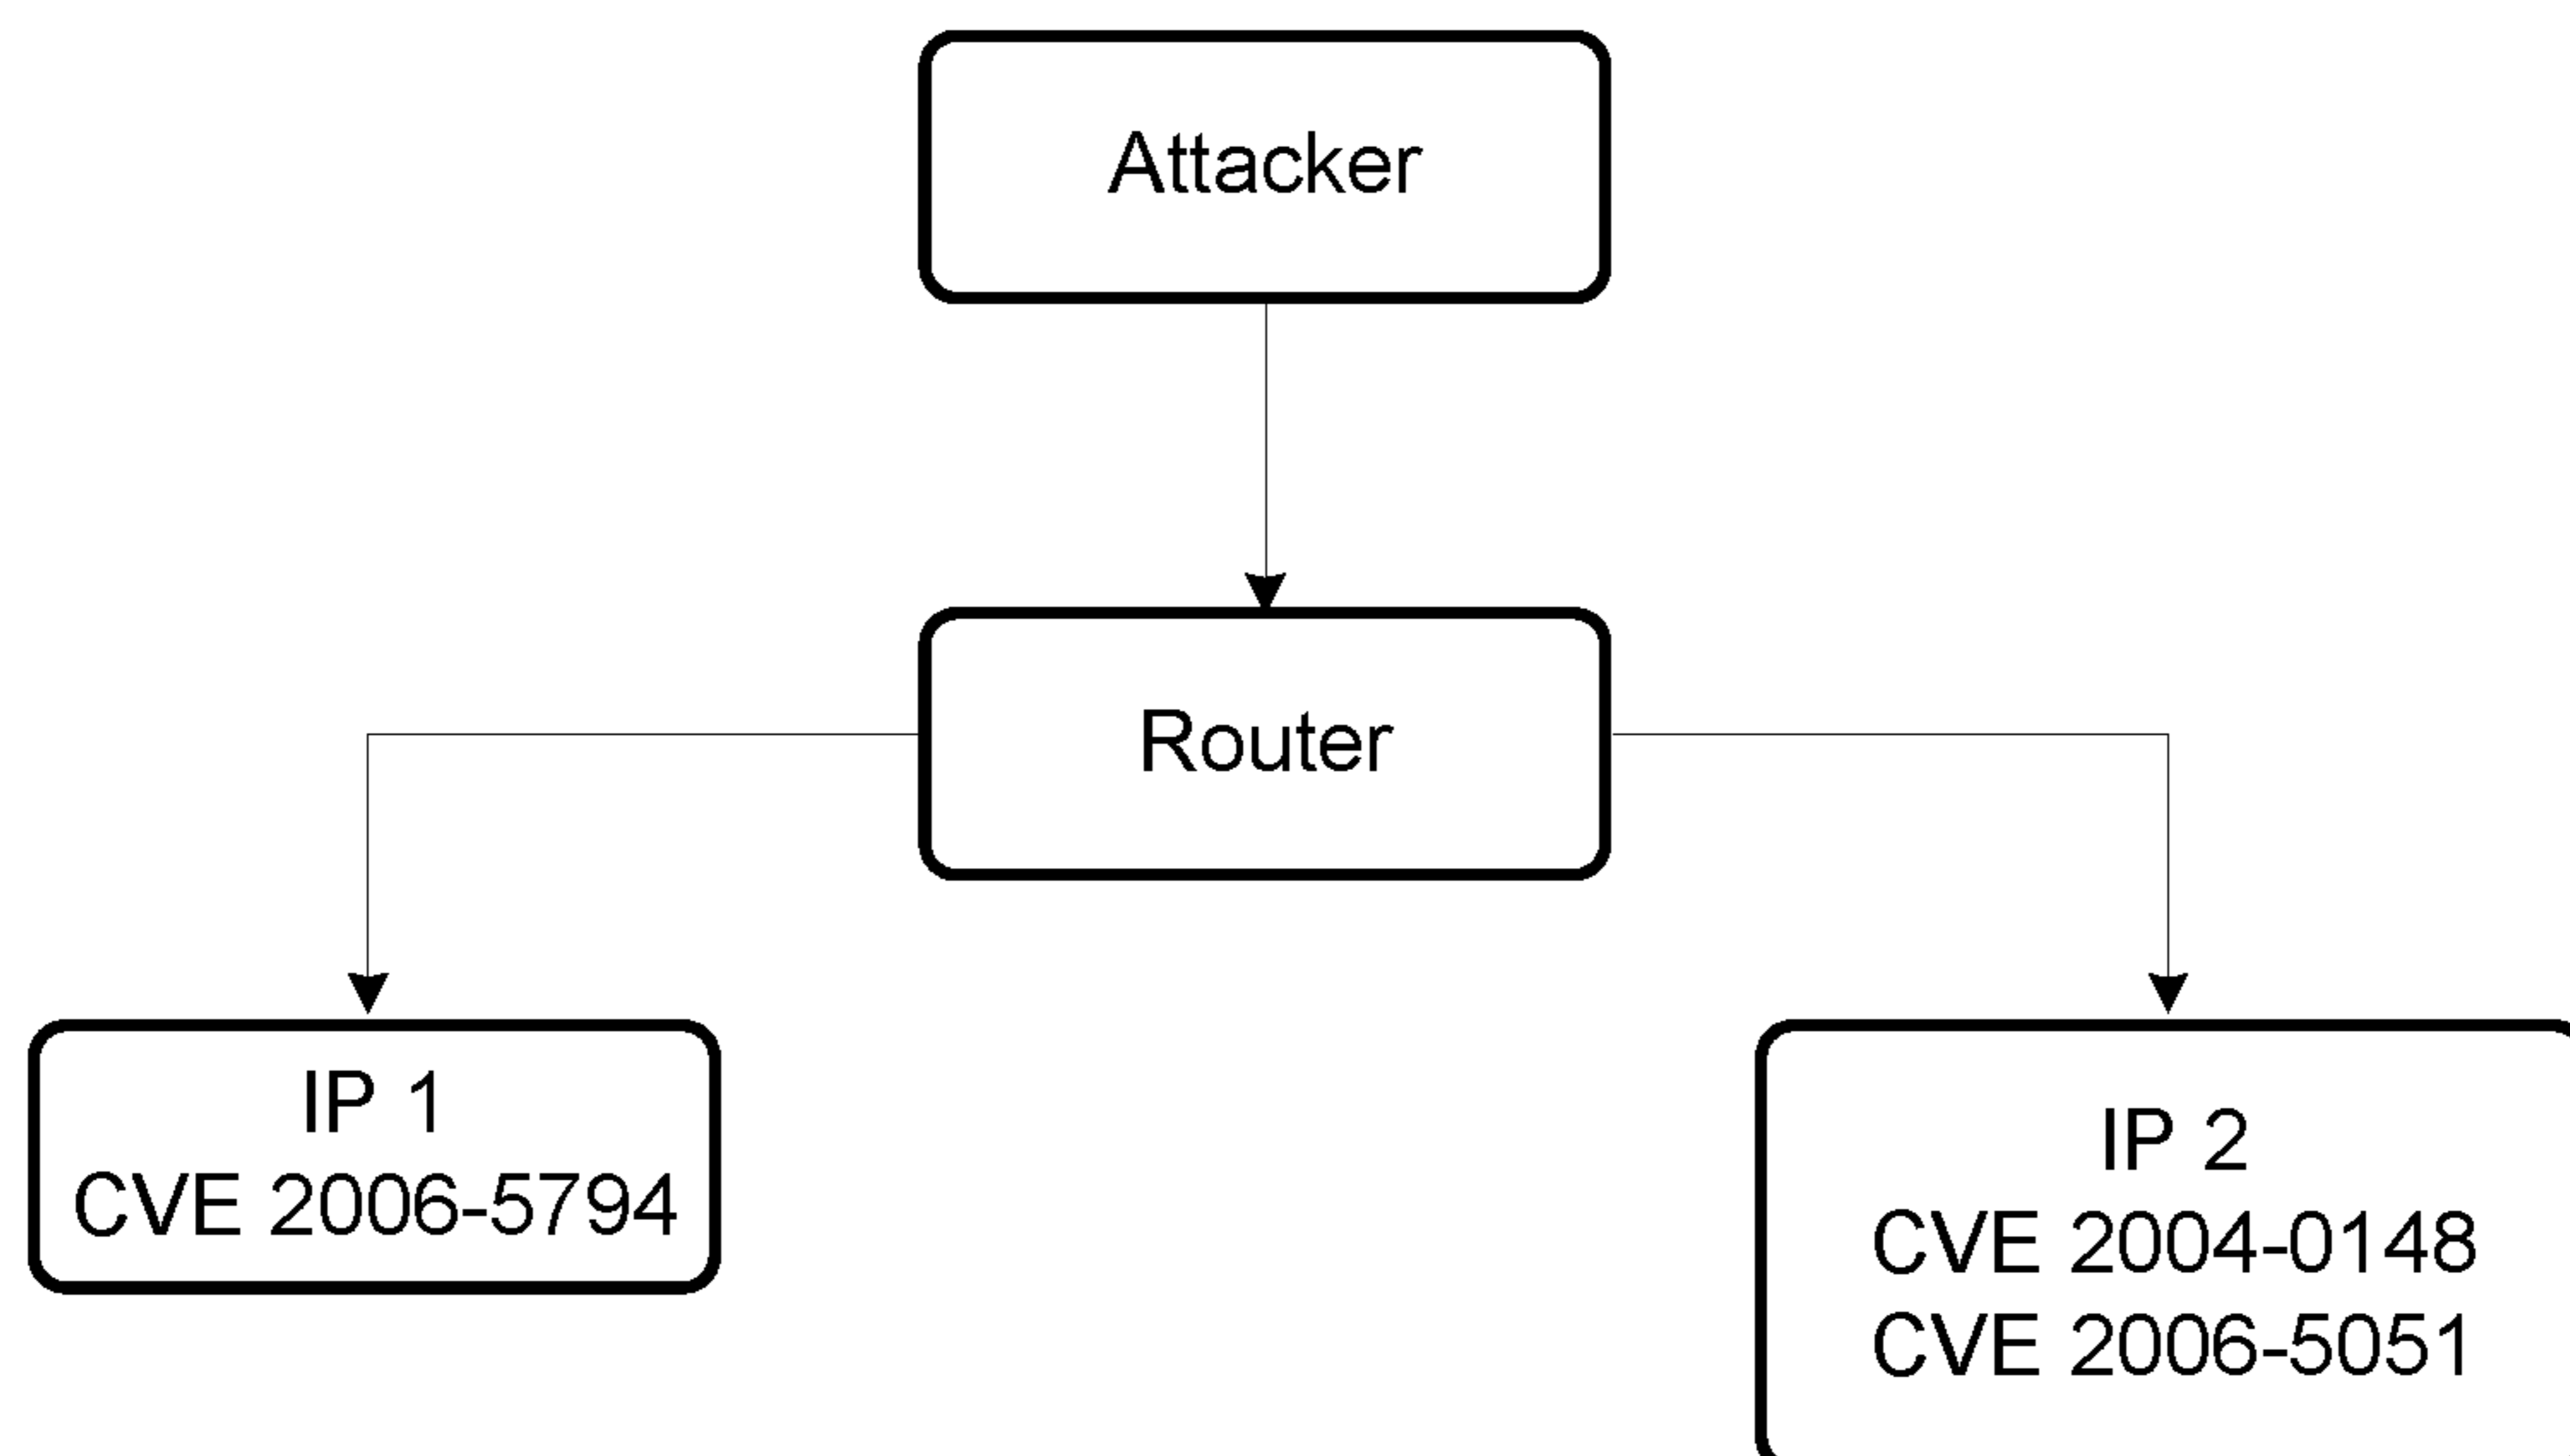 Attacker
Router
IP 1
CVE 2006-5794
IP 2
CVE 2004-0148
CVE 2006-5051